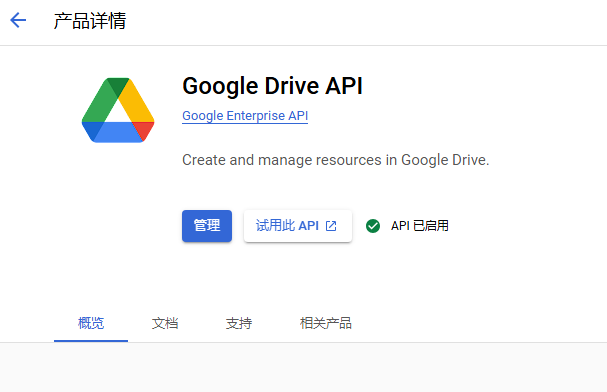 产品详情
Google Drive API
Google Enterprise API
Create and manage resources in Google Drive.
管理 试用此 API API 已启用
概览 文档 支持 相关产品